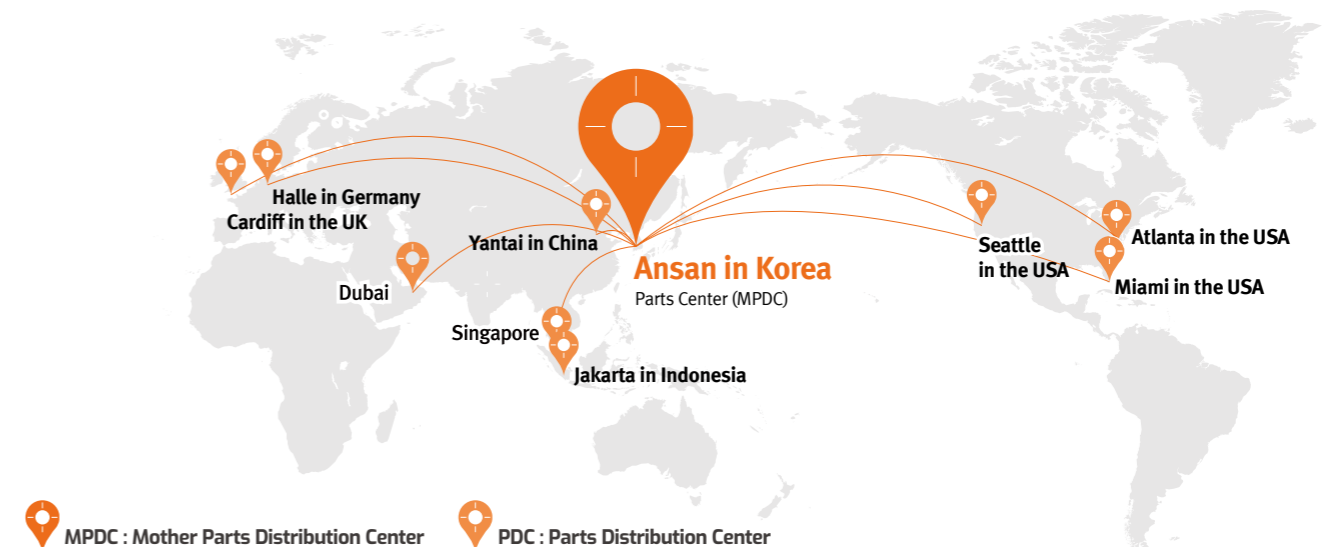 Halle in Germany
Cardiff in the UK
Yantai in China
Dubai
Ansan in Korea
Parts Center (MPDC)
Singapore
Jakarta in Indonesia
Seattle
in the USA
Atlanta in the USA
Miami in the USA
MPDC : Mother Parts Distribution Center
PDC : Parts Distribution Center